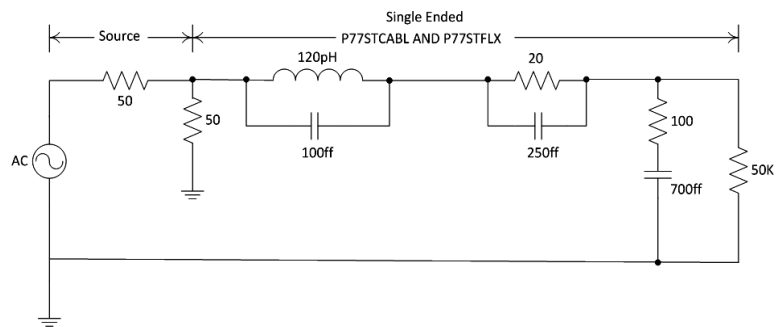 Single Ended
Source
P77STCABL AND P77STFLX
120pH
20
50
50
100
AC
100ff
250ff
50K
700ff